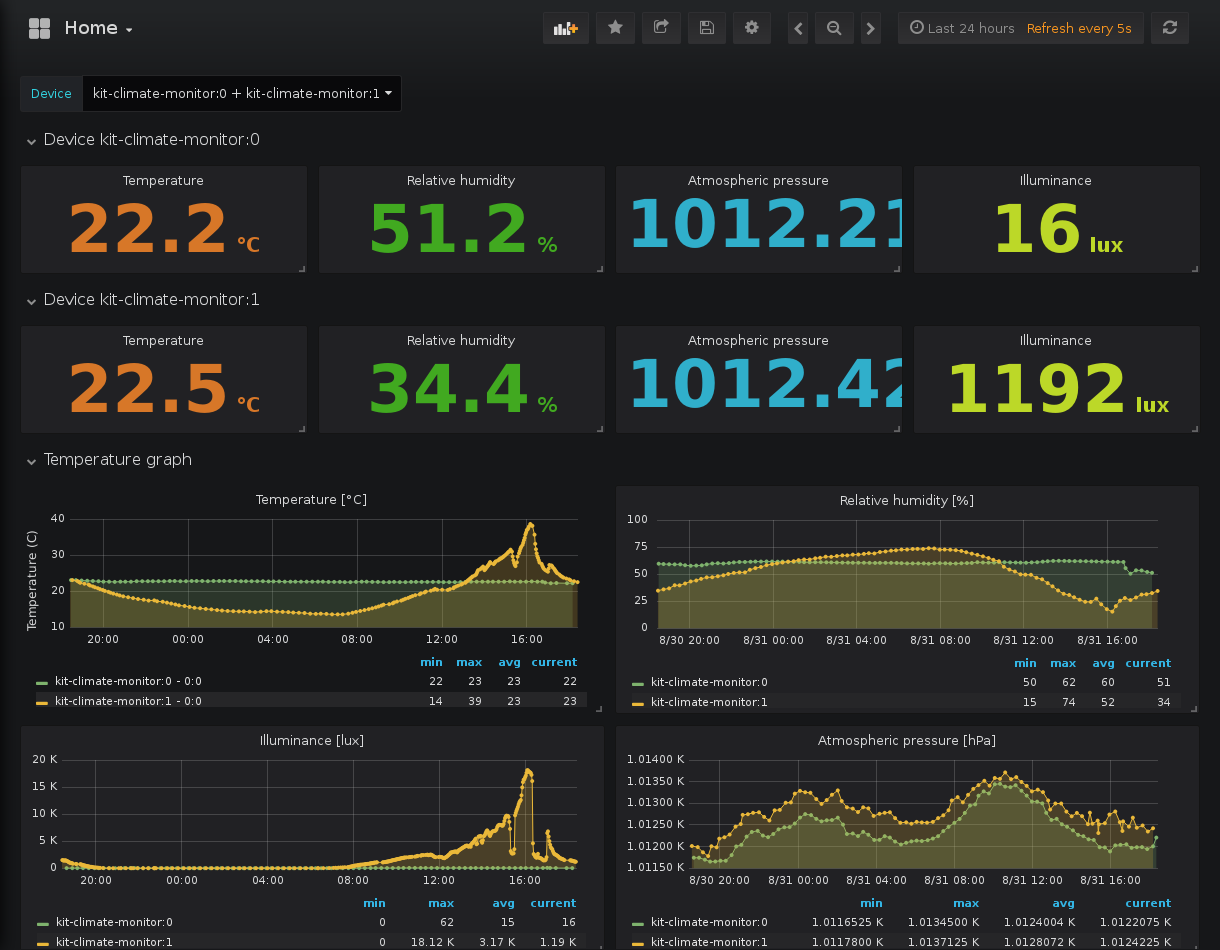 Home
Last 24 hours Refresh every 5s
Device kit-climate-monitor:0 + kit-climate-monitor:1
Device kit-climate-monitor:0
Temperature Relative humidity Atmospheric pressure Illuminance
22.2 °C 51.2 % 1012.21 16 lux
Device kit-climate-monitor:1
Temperature Relative humidity Atmospheric pressure Illuminance
22.5 °C 34.4 % 1012.42 1192 lux
Temperature graph
Temperature [°C]
Temperature (C)
40
30
20
10
20:00 00:00 04:00 08:00 12:00 16:00
min max avg current
kit-climate-monitor:0 - 0:0 22 23 23 22
kit-climate-monitor:1 - 0:0 14 39 23 23
Relative humidity [%]
100
75
50
25
0
8/30 20:00 8/31 00:00 8/31 04:00 8/31 08:00 8/31 12:00 8/31 16:00
min max avg current
kit-climate-monitor:0 50 62 60 51
kit-climate-monitor:1 15 74 52 34
Illuminance [lux]
20 K
15 K
10 K
5 K
0
20:00 00:00 04:00 08:00 12:00 16:00
min max avg current
kit-climate-monitor:0 0 62 15 16
kit-climate-monitor:1 0 18.12 K 3.17 K 1.19 K
Atmospheric pressure [hPa]
1.01400 K
1.01350 K
1.01300 K
1.01250 K
1.01200 K
1.01150 K
8/30 20:00 8/31 00:00 8/31 04:00 8/31 08:00 8/31 12:00 8/31 16:00
min max avg current
kit-climate-monitor:0 1.0116525 K 1.0134500 K 1.0124004 K 1.0122075 K
kit-climate-monitor:1 1.0117800 K 1.0137125 K 1.0128072 K 1.0124225 K